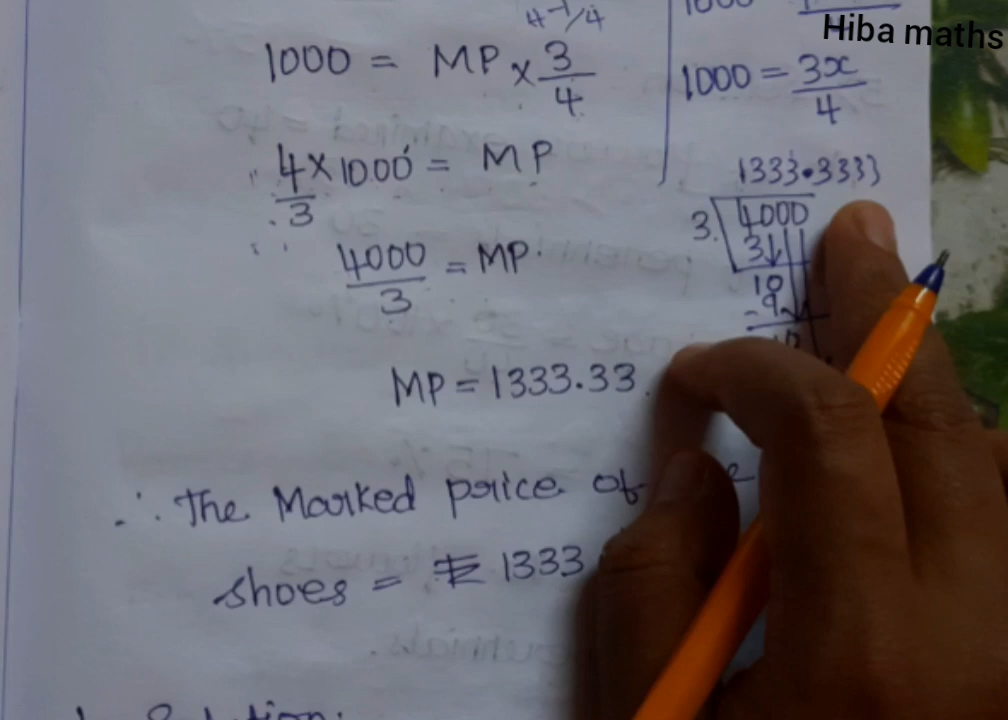 Hiba maths
4-1/4
1000 = MP × 3/4
4/3 × 1000 = MP
4000/3 = MP
MP = 1333.33
∴ The Marked price of
shoes = ₹ 1333
1000 = 3x/4
1333.3333
3 4000
3
10
- 9
10